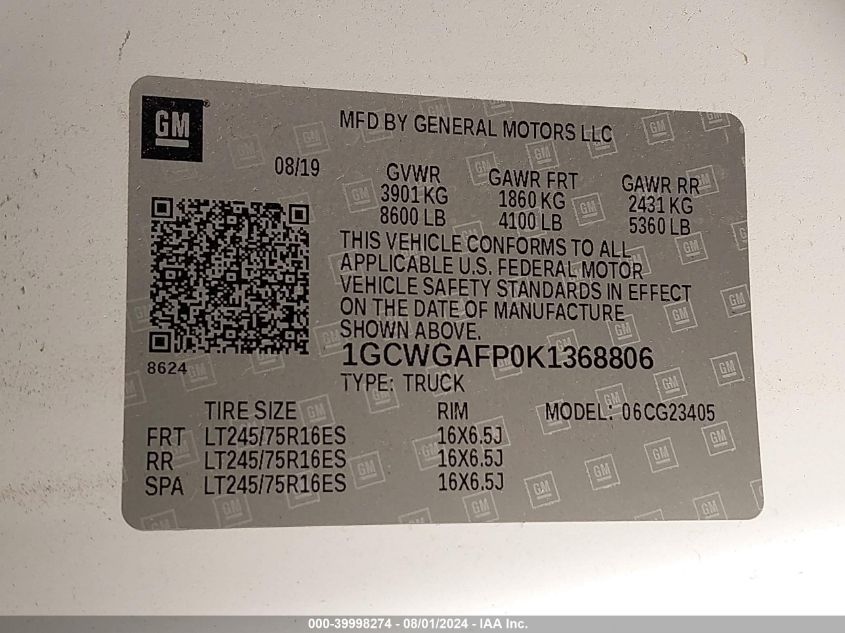 GM
MFD BY GENERAL MOTORS LLC
08/19
GVWR GAWR FRT GAWR RR
3901 KG 1860 KG 2431 KG
8600 LB 4100 LB 5360 LB
THIS VEHICLE CONFORMS TO ALL
APPLICABLE U.S. FEDERAL MOTOR
VEHICLE SAFETY STANDARDS IN EFFECT
ON THE DATE OF MANUFACTURE
SHOWN ABOVE.
8624
1GCWGAFP0K1368806
TYPE: TRUCK
TIRE SIZE RIM MODEL: 06CG23405
FRT LT245/75R16ES 16X6.5J
RR LT245/75R16ES 16X6.5J
SPA LT245/75R16ES 16X6.5J
000-39998274 - 08/01/2024 - IAA Inc.